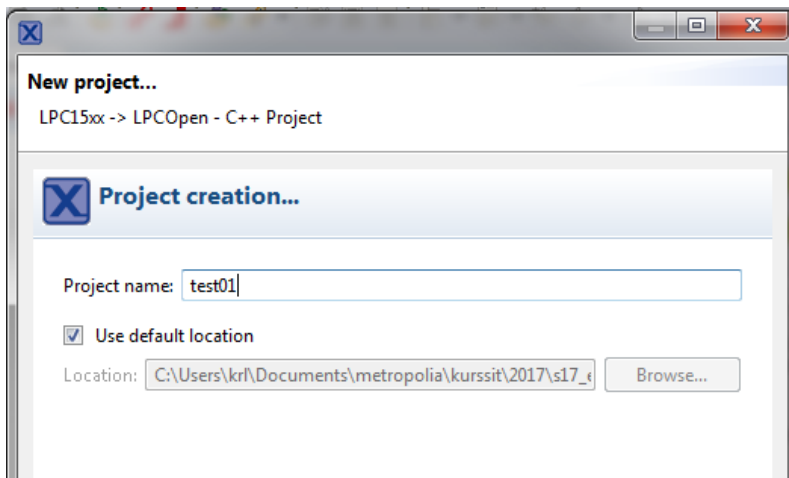 New project...
LPC15xx -> LPCOpen - C++ Project
Project creation...
Project name: test01
Use default location
Location: C:\Users\krl\Documents\metropolia\kurssit\2017\s17_ Browse...